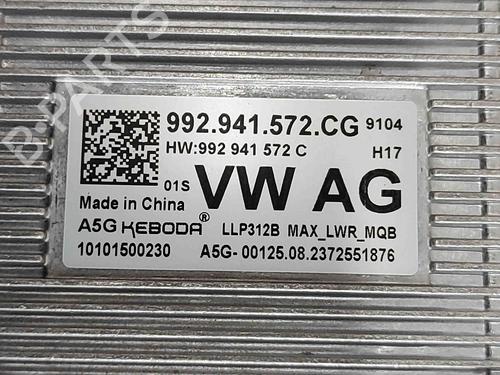 992.941.572.CG 9104
HW:992 941 572 C H17
01S VW AG
Made in China
A5G KEBODA® LLP312B MAX_LWR_MQB
10101500230 A5G- 00125.08.2372551876
B-PARTS